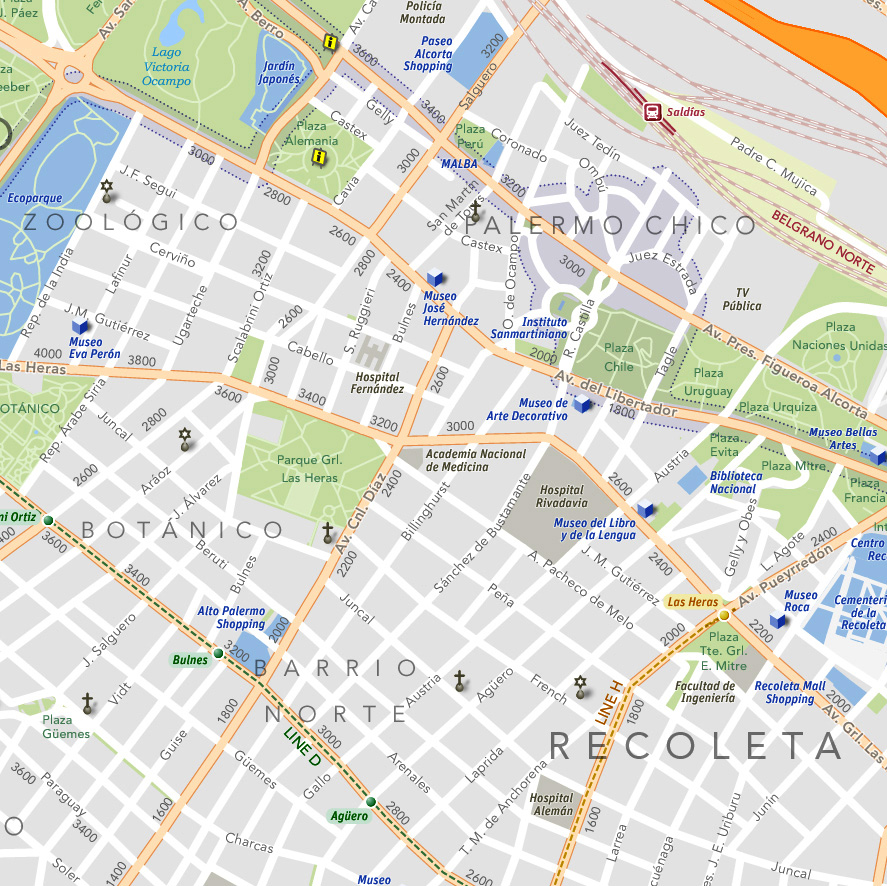 Plaza
J. Páez
Av. Sar
Av. Berro
Av. Ca
Policía
Montada
3600
Lago
Victoria
Ocampo
Jardín
Japonés
Paseo
Alcorta
Shopping
3200
Salguero
Gelly
3400
Castex
Plaza
Alemania
Cavia
3000
Plaza
Perú
MALBA
Coronado
3200
Juez Tedin
Ombú
Saldías
Padre C. Mujica
BELGRANO NORTE
3000
2800
2600
J.F. Segui
Ecoparque
ZOOLÓGICO
San Martín
de Tours
Castex
PALERMO CHICO
3000
Juez Estrada
TV
Pública
Cerviño
Lafinur
Rep. de la India
Ugarteche
3200
Scalabrini Ortiz
2800
2400
2600
S. Ruggieri
Bulnes
Museo
José
Hernández
O. de Ocampo
Instituto
Sanmartiniano
R. Castilla
Plaza
Chile
Tagle
Av. Pres. Figueroa Alcorta
Plaza
Naciones Unidas
J.M. Gutiérrez
Museo
Eva Perón
4000
3800
Las Heras
Cabello
3000
Hospital
Fernández
2600
2000
Av. del Libertador
1800
Museo de
Arte Decorativo
Plaza
Uruguay
Plaza Urquiza
Museo Bellas
Artes
3600
3400
3200
3000
OTÁNICO
Rep. Arabe Siria
Juncal
2800
2600
Aráoz
J. Álvarez
Parque Grl.
Las Heras
2400
Av. Cnl. Díaz
2200
Academia Nacional
de Medicina
Billinghurst
Sánchez de Bustamante
Hospital
Rivadavia
2600
Museo del Libro
y de la Lengua
Austria
Plaza
Evita
Biblioteca
Nacional
Plaza Mitre
Plaza
Francia
2400
Gelly y Obes
L. Agote
2400
Av. Pueyrredón
Centro
Rec
ni Ortiz
3600
BOTÁNICO
Beruti
Bulnes
3400
Juncal
Peña
J. M. Gutiérrez
A. Pacheco de Melo
Las Heras
2000
Museo
Roca
Cementeri
de la
Recoleta
2200
Plaza
Tte. Grl.
E. Mitre
Alto Palermo
Shopping
2000
J. Salguero
Bulnes
3200
BARRIO
NORTE
Vidt
Plaza
Güemes
Guise
1800
3000
LINE D
Austria
Agüero
French
LINE H
1800
Facultad de
Ingeniería
Recoleta Mall
Shopping
Av. Grl. Las
RECOLETA
Güemes
Gallo
Arenales
Laprida
T. M. de Anchorena
Hospital
Alemán
1600
3600
Paraguay
3400
1600
Agüero
2800
Charcas
Soler
Museo
2600
Larrea
cuénaga
es. J. E. Uriburu
Junín
Juncal
O